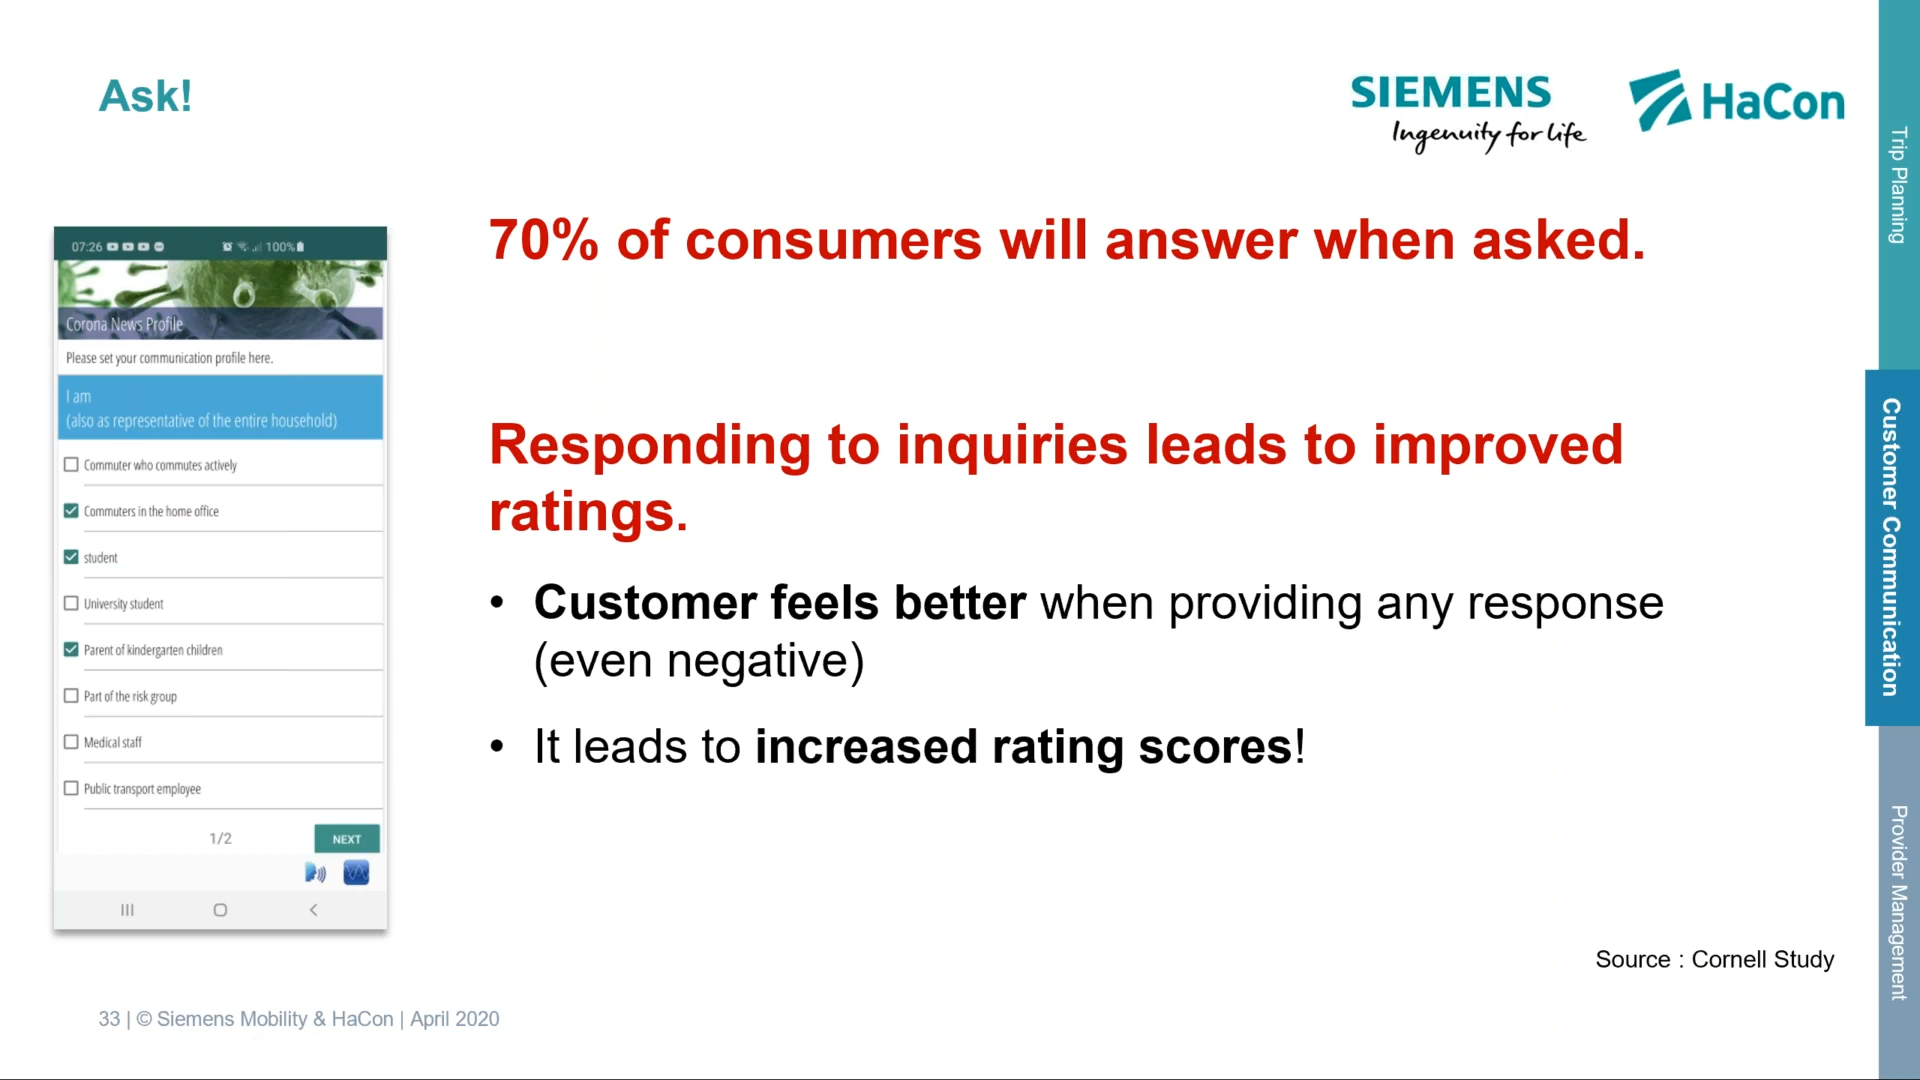 Ask!
SIEMENS
Ingenuity for life
HaCon
07:26
100%
Corona News Profile
Please set your communication profile here.
I am
(also as representative of the entire household)
Commuter who commutes actively
Commuters in the home office
student
University student
Parent of kindergarten children
Part of the risk group
Medical staff
Public transport employee
1/2
NEXT
70% of consumers will answer when asked.
Responding to inquiries leads to improved
ratings.
• Customer feels better when providing any response
(even negative)
• It leads to increased rating scores!
Source : Cornell Study
33 | © Siemens Mobility & HaCon | April 2020
Trip Planning
Customer Communication
Provider Management